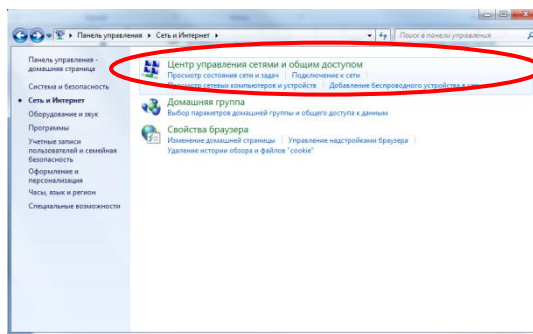 Панель управления ▸ Сеть и Интернет ▸
Поиск в панели управления
Панель управления - домашняя страница
Система и безопасность
Сеть и Интернет
Оборудование и звук
Программы
Учетные записи пользователей и семейная безопасность
Оформление и персонализация
Часы, язык и регион
Специальные возможности
Центр управления сетями и общим доступом
Просмотр состояния сети и задач | Подключение к сети
Просмотр сетевых компьютеров и устройств | Добавление беспроводного устройства в
Домашняя группа
Выбор параметров домашней группы и общего доступа к данным
Свойства браузера
Изменение домашней страницы | Управление надстройками браузера
Удаление истории обзора и файлов "cookie"